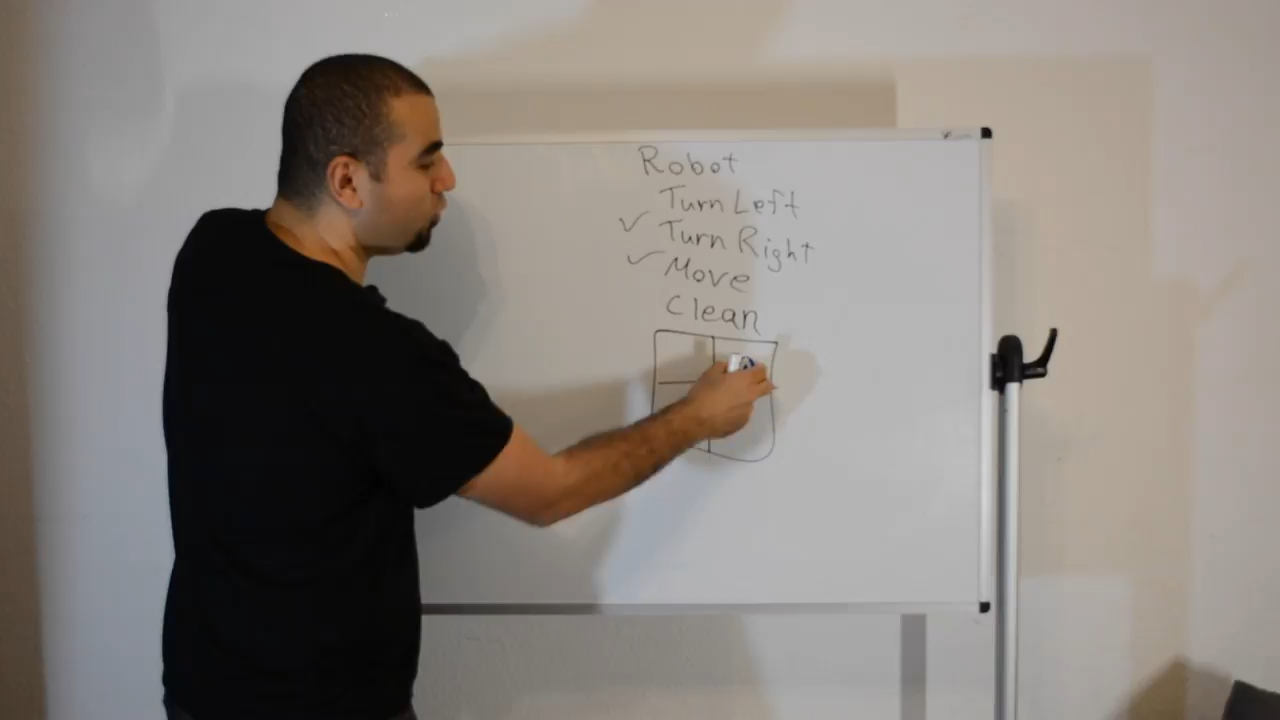 Robot
Turn Left
✓ Turn Right
✓ Move
Clean